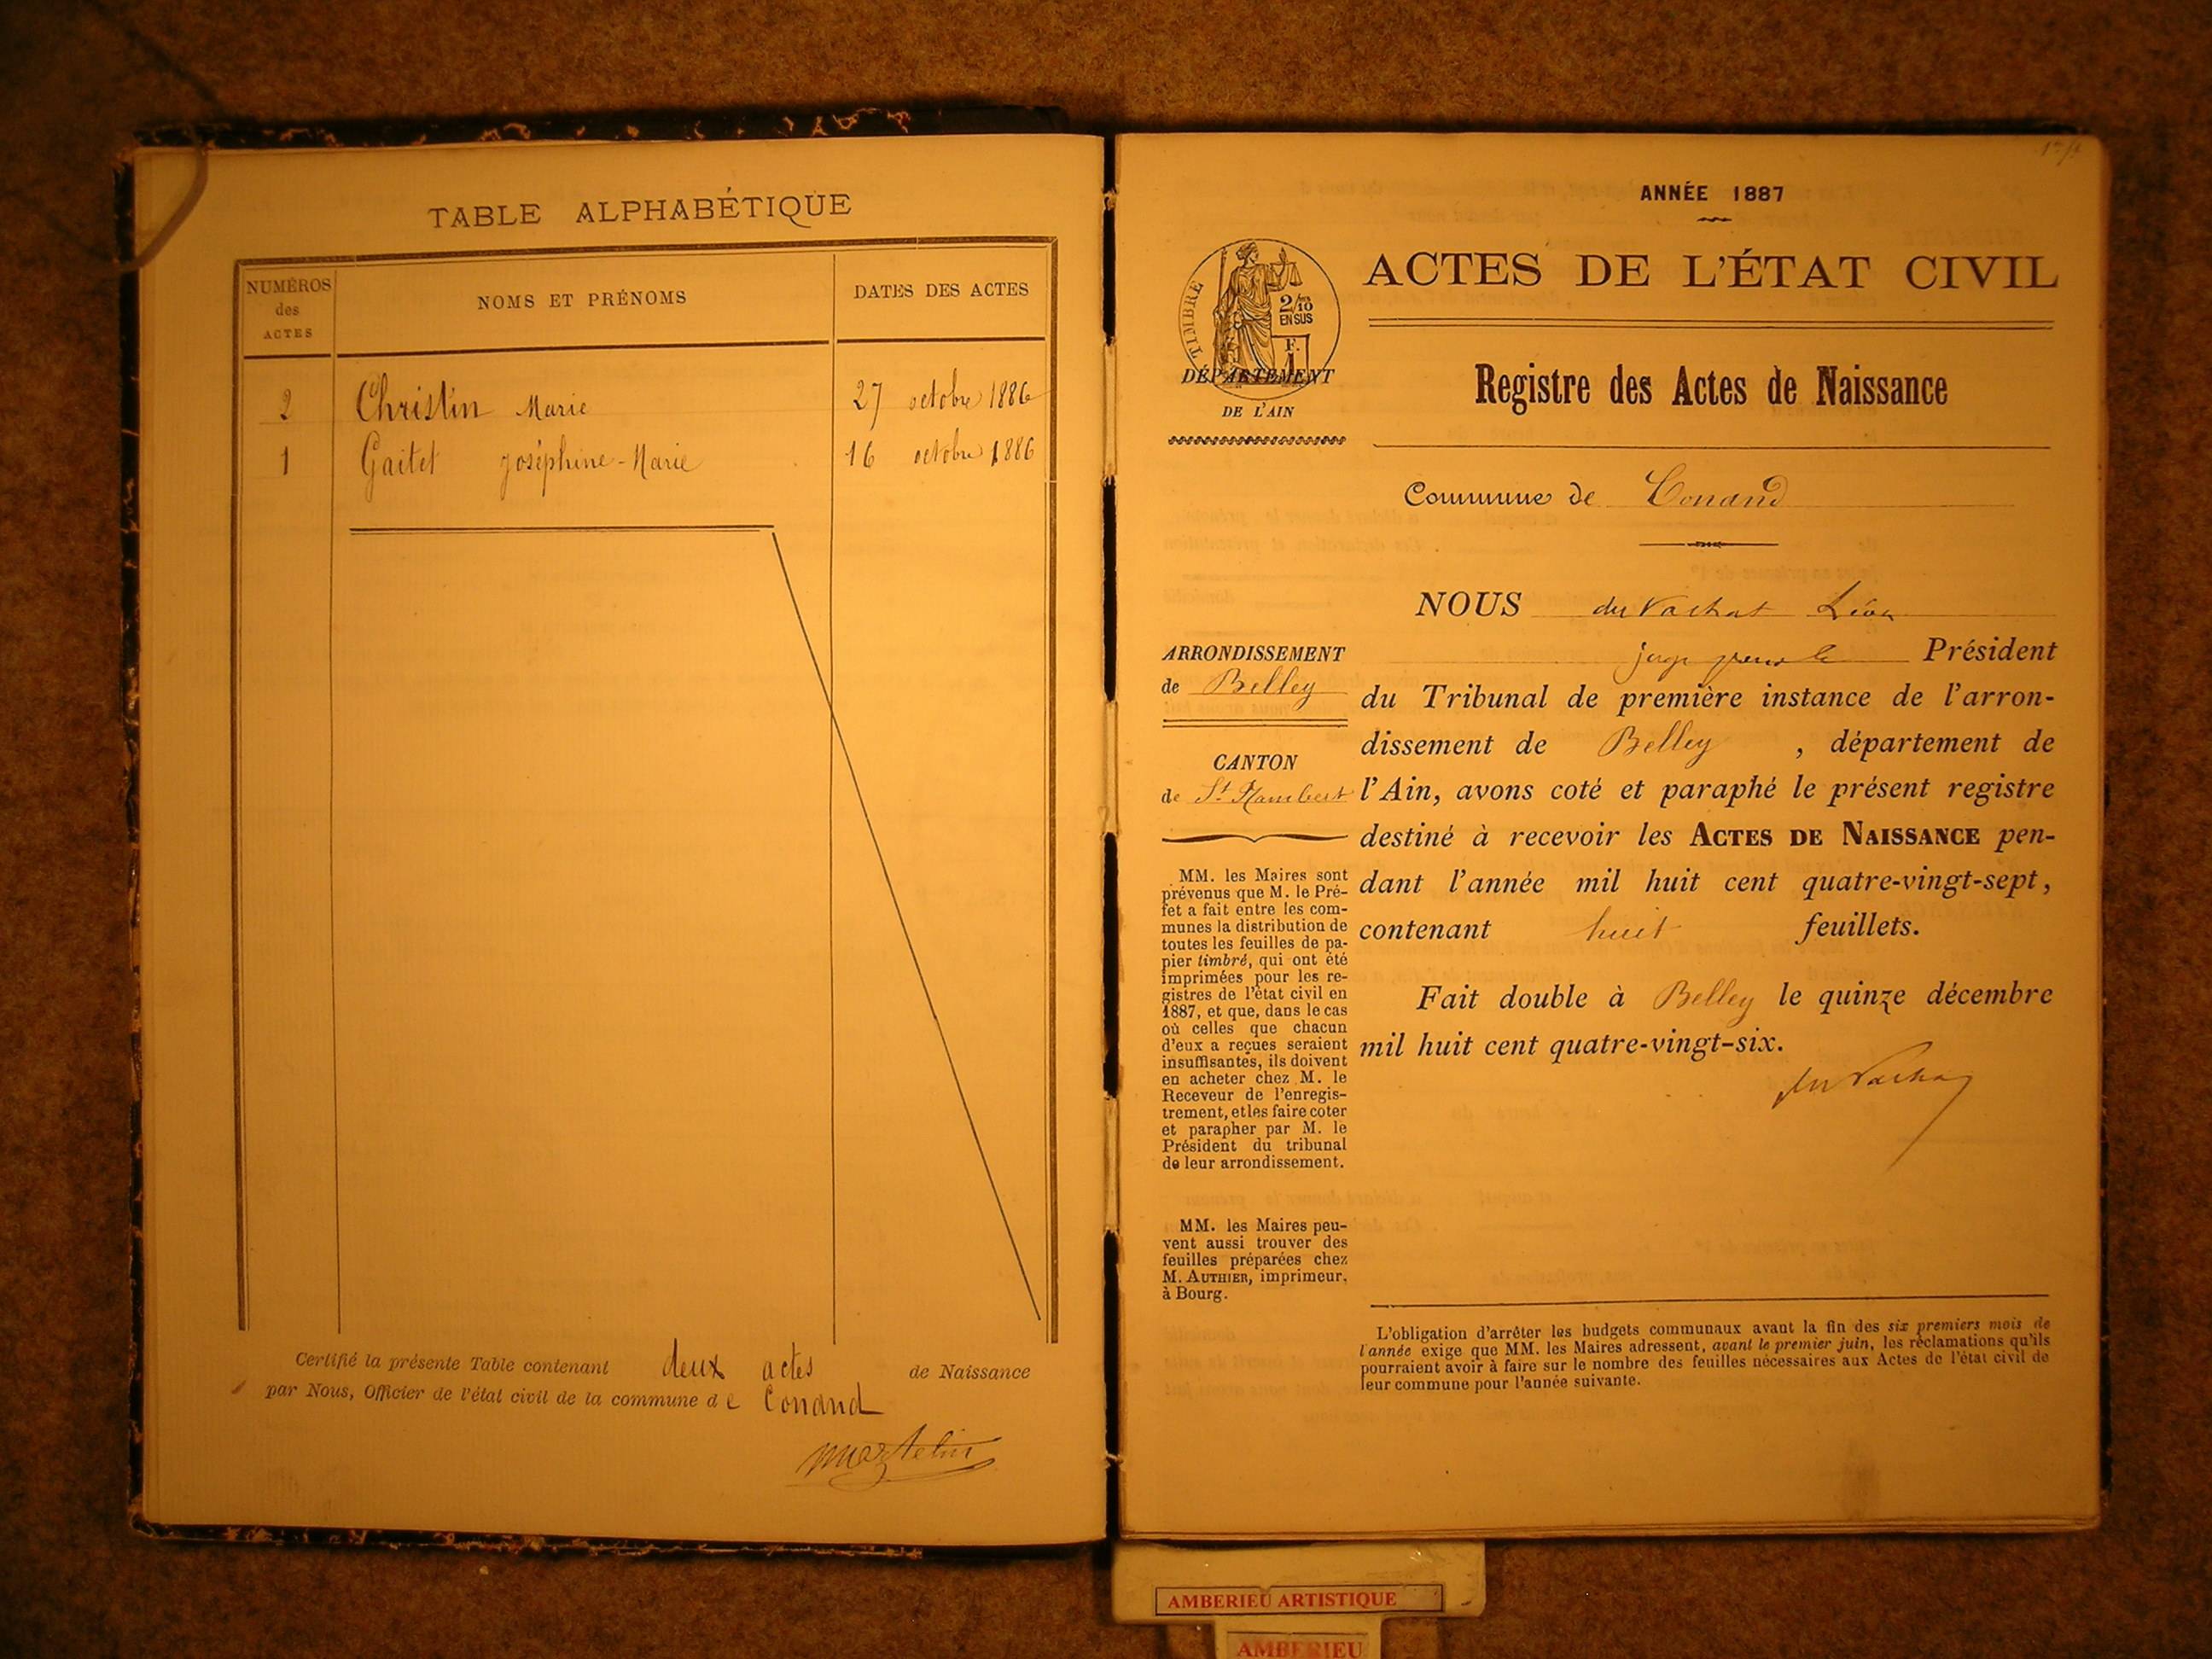 TABLE ALPHABÉTIQUE
NUMÉROS des ACTES
NOMS ET PRÉNOMS
DATES DES ACTES
2 Christin Marie 27 octobre 1886
1 Gaitet Joséphine-Marie 16 octobre 1886
Certifié la présente Table contenant deux actes de Naissance
par Nous, Officier de l'état civil de la commune de Conand
Martelin
ANNÉE 1887
TIMBRE
2/10
EN SUS
F.
DÉPARTEMENT
DE L'AIN
ACTES DE L'ÉTAT CIVIL
Registre des Actes de Naissance
Commune de Conand
ARRONDISSEMENT
de Belley
CANTON
de St Rambert
MM. les Maires sont
prévenus que M. le Pré-
fet a fait entre les com-
munes la distribution de
toutes les feuilles de pa-
pier timbré, qui ont été
imprimées pour les re-
gistres de l'état civil en
1887, et que, dans le cas
où celles que chacun
d'eux a reçues seraient
insuffisantes, ils doivent
en acheter chez M. le
Receveur de l'enregis-
trement, et les faire coter
et parapher par M. le
Président du tribunal
de leur arrondissement.
MM. les Maires peu-
vent aussi trouver des
feuilles préparées chez
M. AUTHIER, imprimeur,
à Bourg.
NOUS du Vachat Léon
juge Président
du Tribunal de première instance de l'arron-
dissement de Belley, département de
l'Ain, avons coté et paraphé le présent registre
destiné à recevoir les ACTES DE NAISSANCE pen-
dant l'année mil huit cent quatre-vingt-sept,
contenant huit feuillets.
Fait double à Belley le quinze décembre
mil huit cent quatre-vingt-six.
du Vachat
L'obligation d'arrêter les budgets communaux avant la fin des six premiers mois de
l'année exige que MM. les Maires adressent, avant le premier juin, les réclamations qu'ils
pourraient avoir à faire sur le nombre des feuilles nécessaires aux Actes de l'état civil de
leur commune pour l'année suivante.
AMBERIEU ARTISTIQUE
AMBERIEU